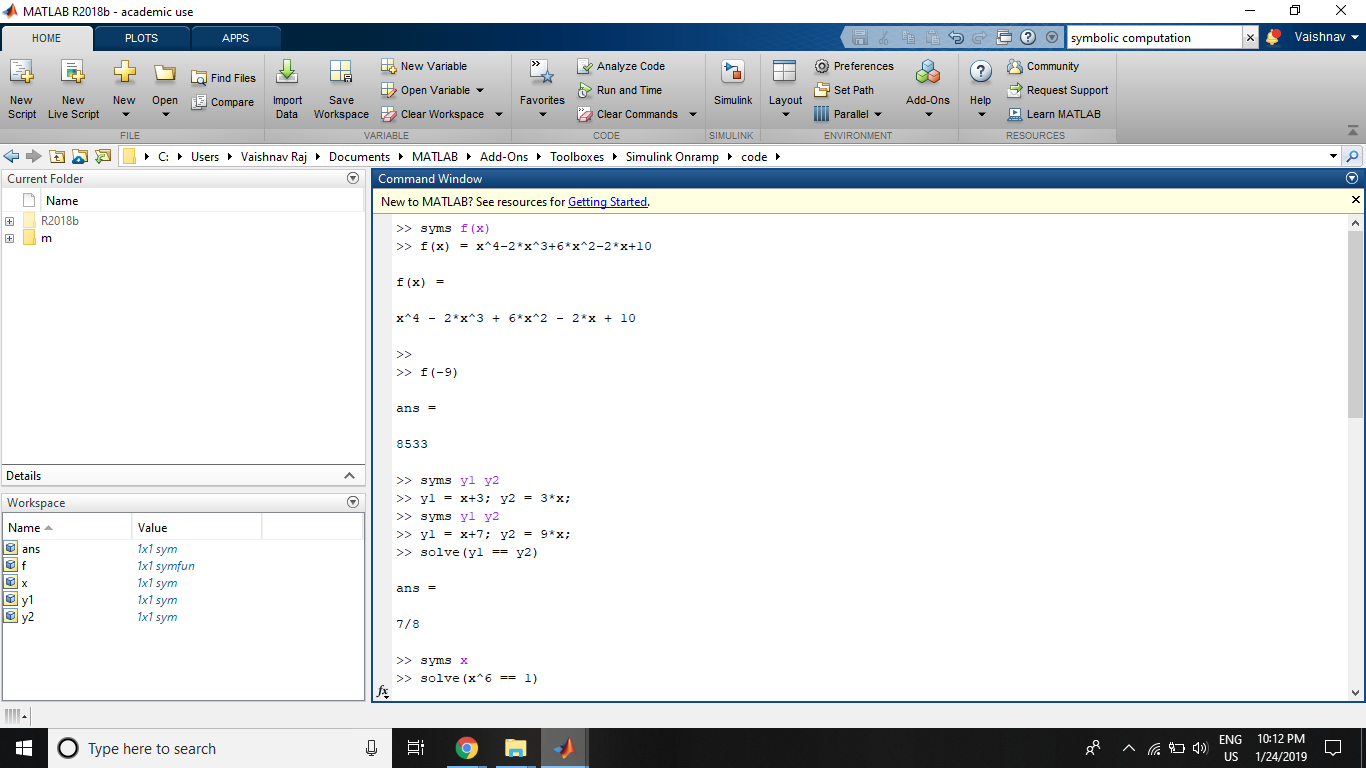 MATLAB R2018b - academic use
HOME PLOTS APPS
symbolic computation
Vaishnav
New Script
New Live Script
New
Open
Find Files
Compare
FILE
Import Data
Save Workspace
New Variable
Open Variable
Clear Workspace
VARIABLE
Favorites
Analyze Code
Run and Time
Clear Commands
CODE
Simulink
SIMULINK
Layout
Preferences
Set Path
Parallel
Add-Ons
ENVIRONMENT
Help
Community
Request Support
Learn MATLAB
RESOURCES
C: Users Vaishnav Raj Documents MATLAB Add-Ons Toolboxes Simulink Onramp code
Current Folder
Name
R2018b
m
Details
Workspace
Name Value
ans 1x1 sym
f 1x1 symfun
x 1x1 sym
y1 1x1 sym
y2 1x1 sym
Command Window
New to MATLAB? See resources for Getting Started.
>> syms f(x)
>> f(x) = x^4-2*x^3+6*x^2-2*x+10
f(x) =
x^4 - 2*x^3 + 6*x^2 - 2*x + 10
>>
>> f(-9)
ans =
8533
>> syms y1 y2
>> y1 = x+3; y2 = 3*x;
>> syms y1 y2
>> y1 = x+7; y2 = 9*x;
>> solve(y1 == y2)
ans =
7/8
>> syms x
>> solve(x^6 == 1)
fx
Type here to search
ENG
US
10:12 PM
1/24/2019